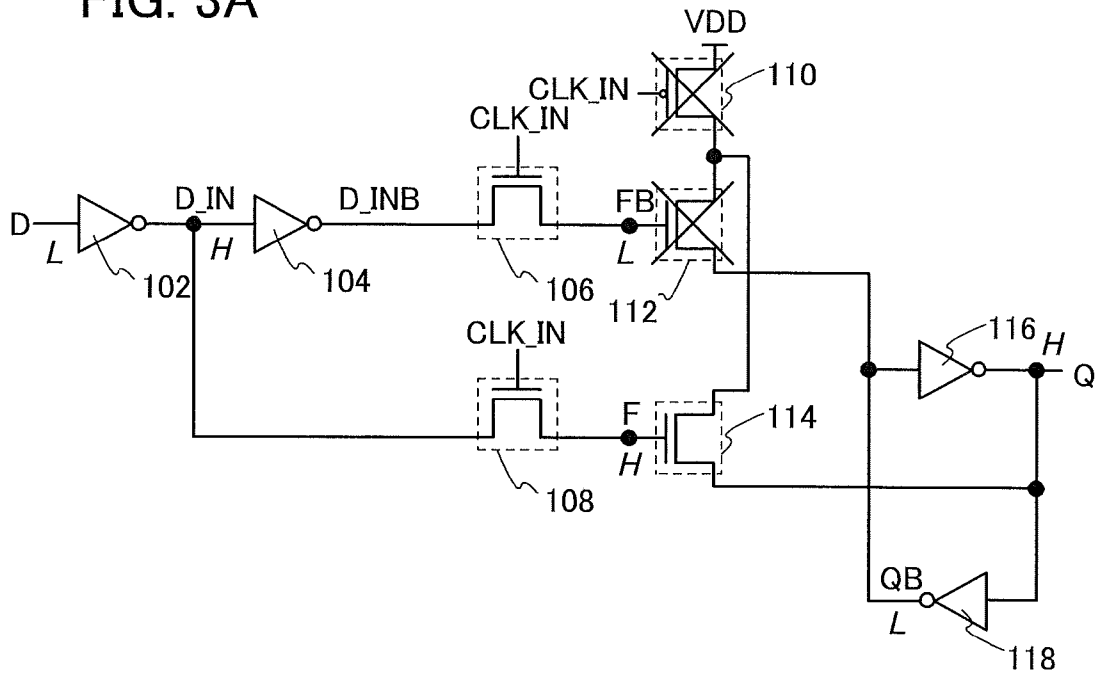 FIG. 3A
VDD
110
CLK_IN
CLK_IN
D
L
D_IN
H
D_INB
FB
L
102
104
106
112
CLK_IN
116
H
Q
F
H
114
108
QB
L
118